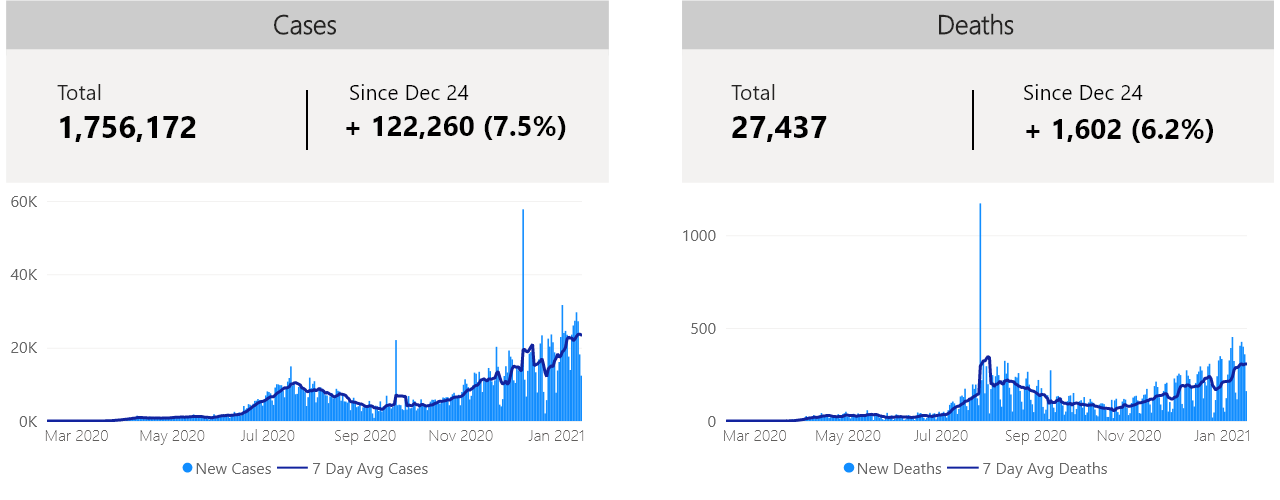 Cases
Total
1,756,172
Since Dec 24
+ 122,260 (7.5%)
60K
40K
20K
0K
Mar 2020 May 2020 Jul 2020 Sep 2020 Nov 2020 Jan 2021
New Cases 7 Day Avg Cases
Deaths
Total
27,437
Since Dec 24
+ 1,602 (6.2%)
1000
500
0
Mar 2020 May 2020 Jul 2020 Sep 2020 Nov 2020 Jan 2021
New Deaths 7 Day Avg Deaths